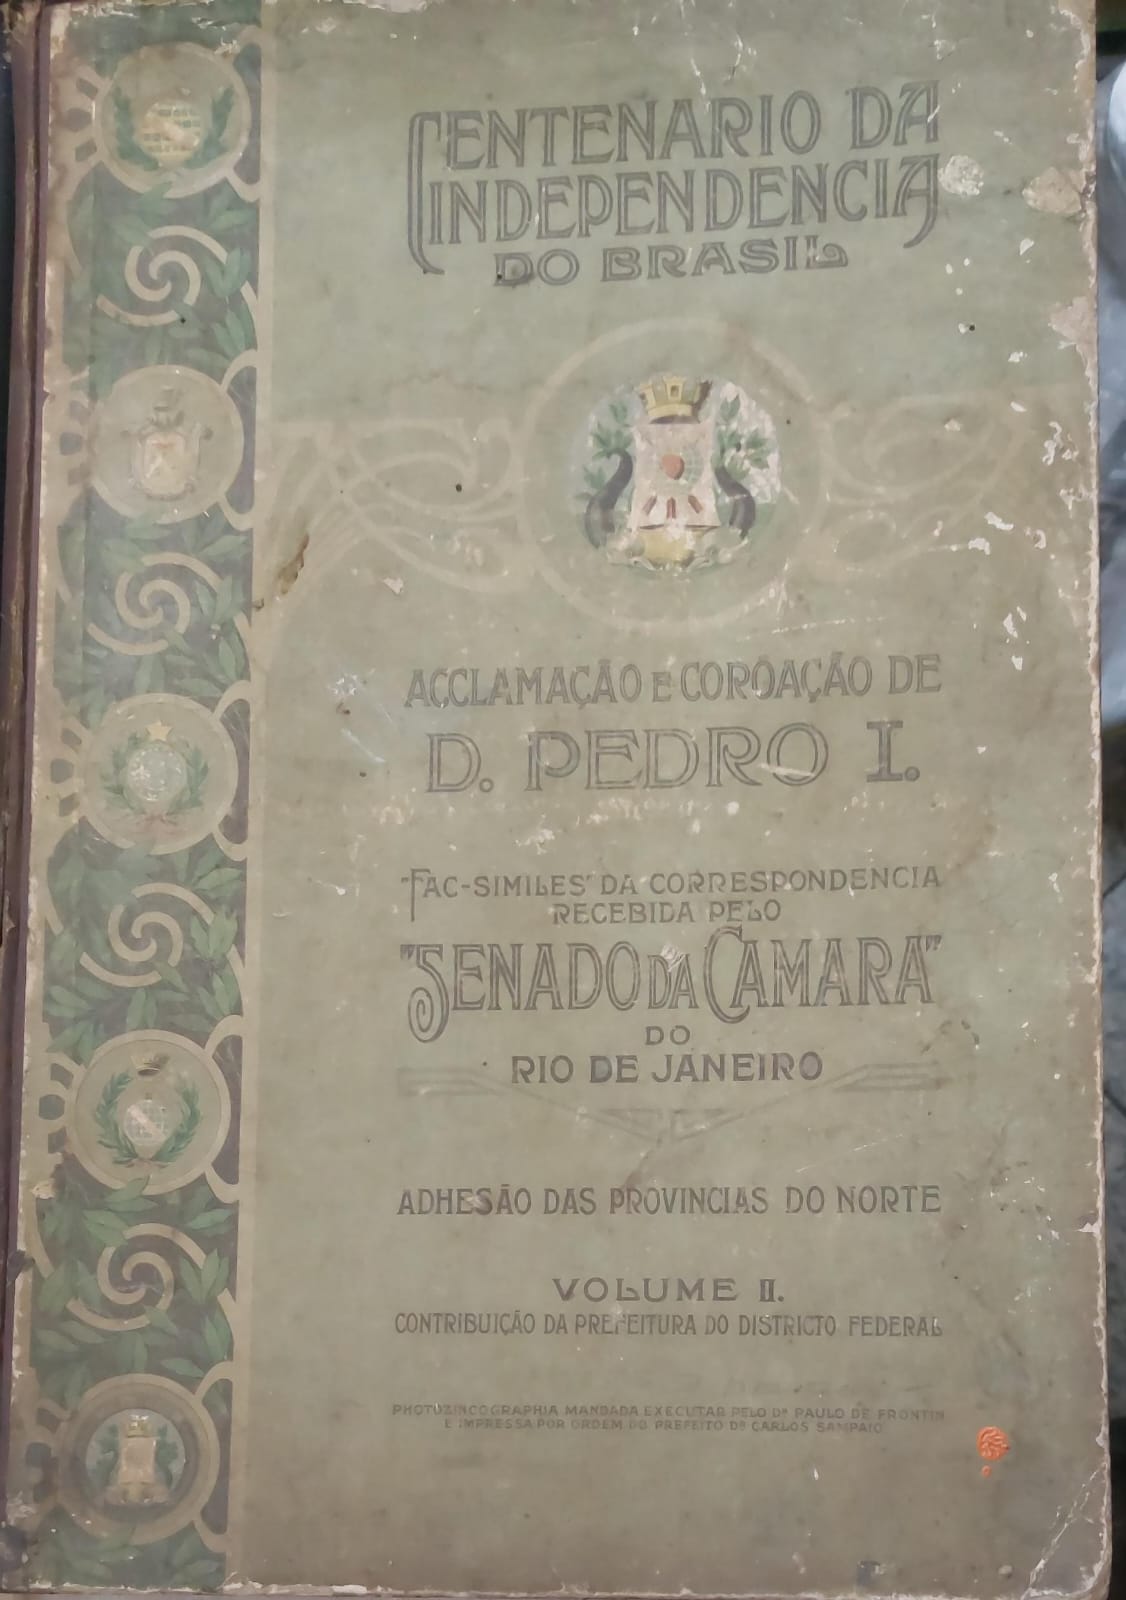 CENTENARIO DA
INDEPENDENCIA
DO BRASIL
ACCLAMAÇÃO E COROAÇÃO DE
D. PEDRO I.
"FAC-SIMILES" DA CORRESPONDENCIA
RECEBIDA PELO
"SENADO DA CAMARA"
DO
RIO DE JANEIRO
ADHESÃO DAS PROVINCIAS DO NORTE
VOLUME II.
CONTRIBUIÇÃO DA PREFEITURA DO DISTRICTO FEDERAL
PHOTOZINCOGRAPHIA MANDADA EXECUTAR PELO DR PAULO DE FRONTIN
E IMPRESSA POR ORDEM DO PREFEITO DR CARLOS SAMPAIO